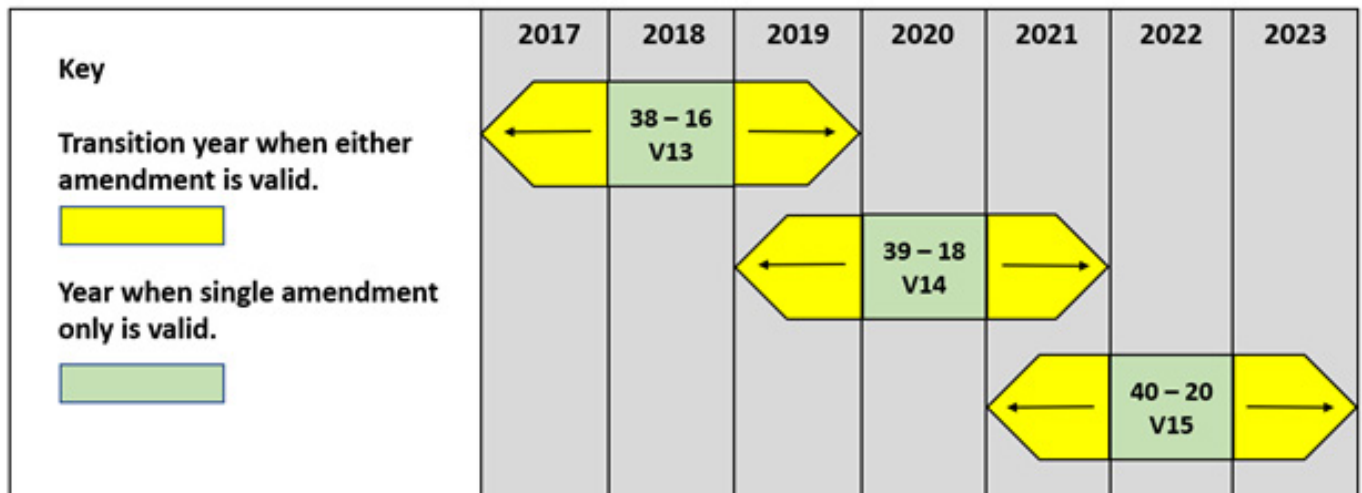 2017 2018 2019 2020 2021 2022 2023
Key
Transition year when either
amendment is valid.
Year when single amendment
only is valid.
38 – 16
V13
39 – 18
V14
40 – 20
V15